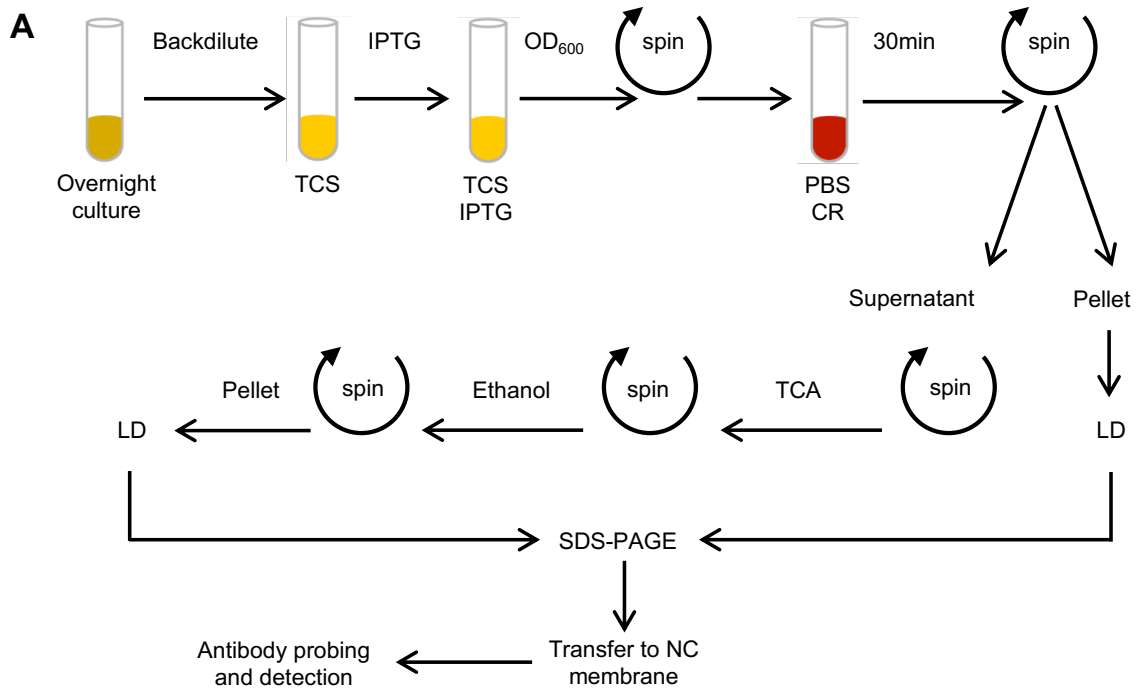 A
Backdilute
IPTG
OD600
spin
30min
spin
Overnight
culture
TCS
TCS
IPTG
PBS
CR
Supernatant
Pellet
Pellet
spin
Ethanol
spin
TCA
spin
LD
LD
SDS-PAGE
Antibody probing
and detection
Transfer to NC
membrane